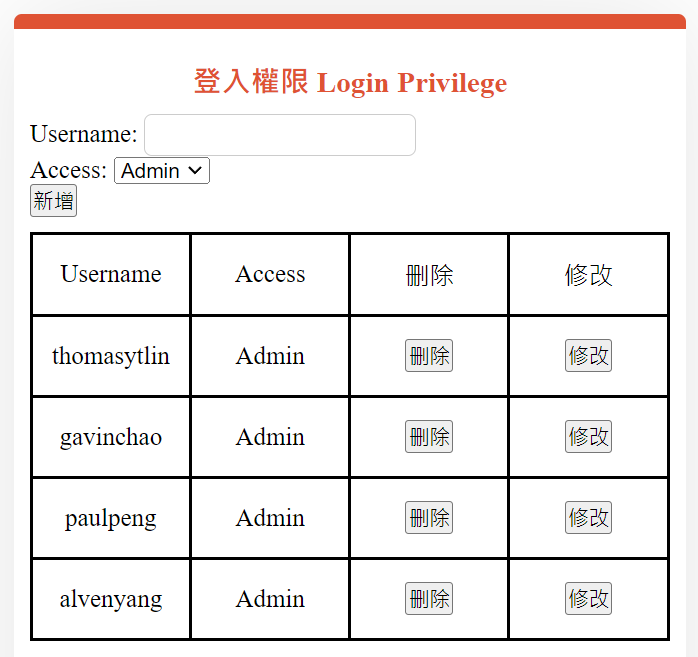 登入權限 Login Privilege
Username:
Access: Admin
新增
Username Access 刪除 修改
thomasytlin Admin 刪除 修改
gavinchao Admin 刪除 修改
paulpeng Admin 刪除 修改
alvenyang Admin 刪除 修改